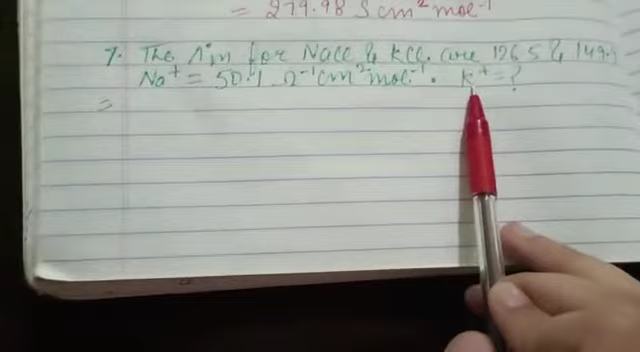 = 279.98 S cm² mol⁻¹
7. The Λ°m for NaCl & KCl are 126.5 & 149.
Na⁺ = 50.1 Ω⁻¹cm²mol⁻¹. K⁺ = ?
=